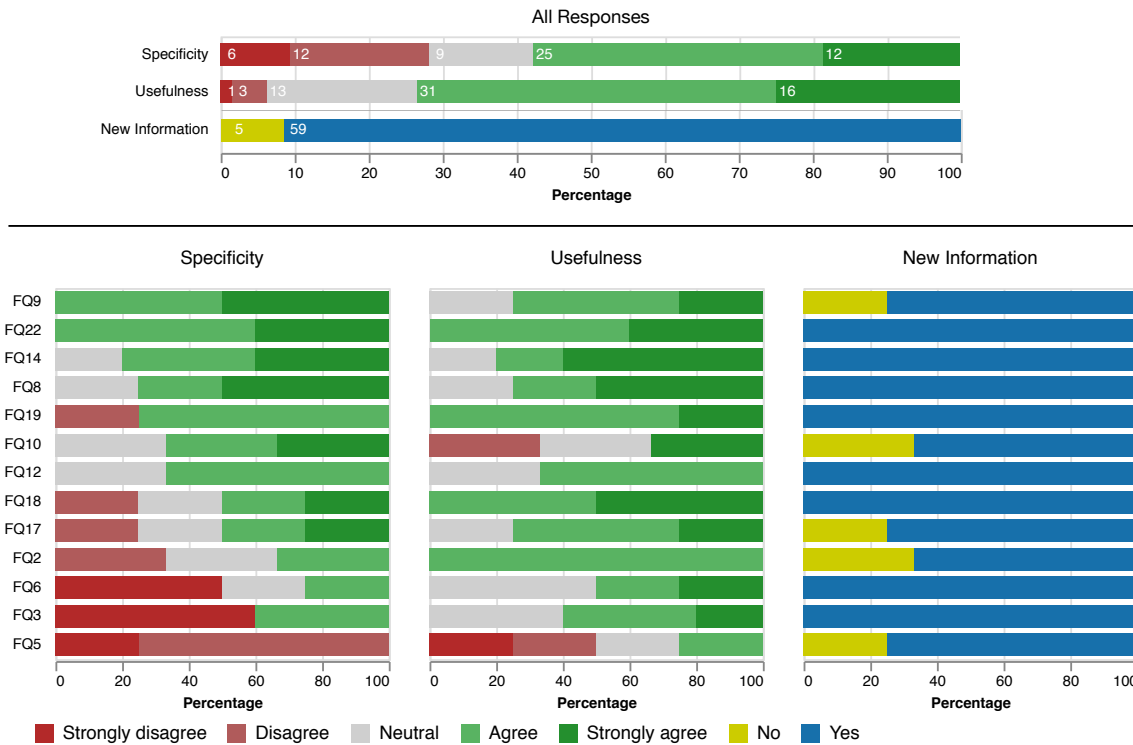 All Responses
Specificity 6 12 9 25 12
Usefulness 1 3 13 31 16
New Information 5 59
0 10 20 30 40 50 60 70 80 90 100
Percentage
Specificity Usefulness New Information
FQ9
FQ22
FQ14
FQ8
FQ19
FQ10
FQ12
FQ18
FQ17
FQ2
FQ6
FQ3
FQ5
0 20 40 60 80 100 0 20 40 60 80 100 0 20 40 60 80 100
Percentage Percentage Percentage
Strongly disagree Disagree Neutral Agree Strongly agree No Yes